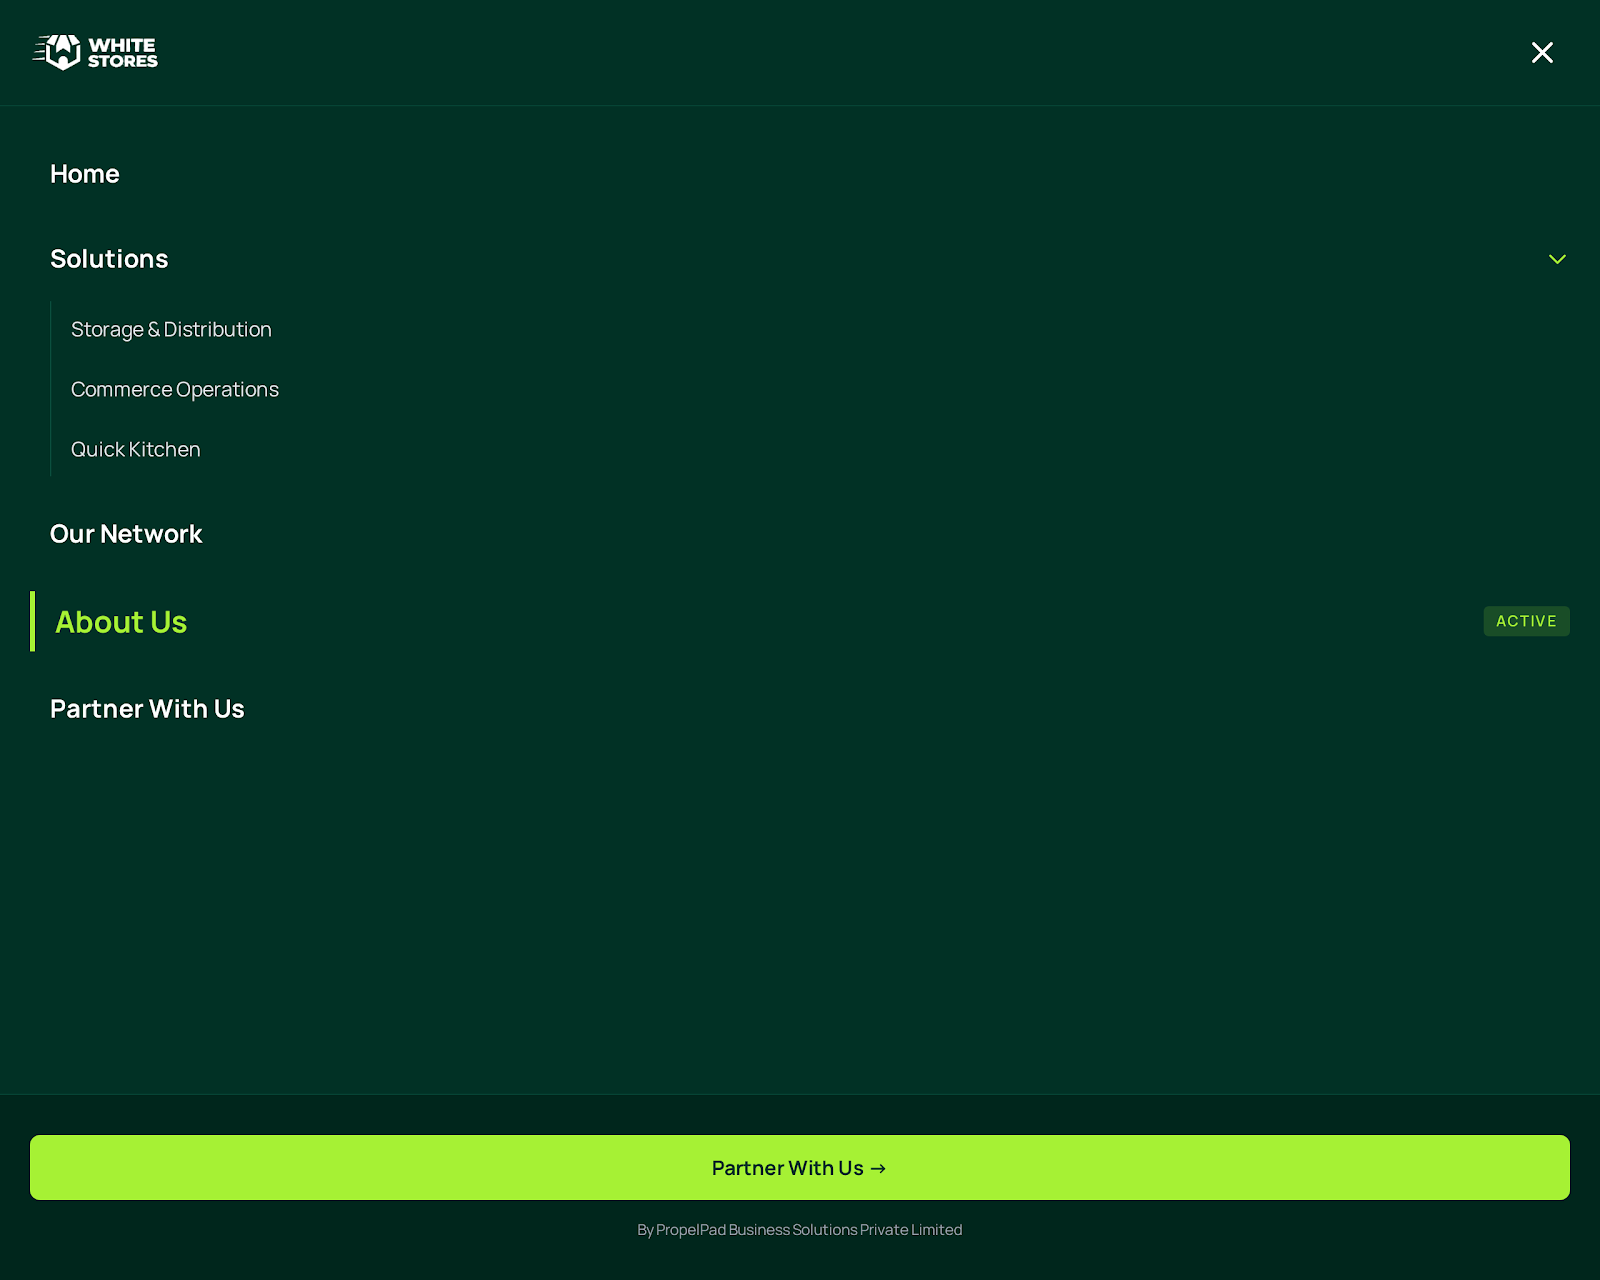 WHITE
STORES
Home
Solutions
Storage & Distribution
Commerce Operations
Quick Kitchen
Our Network
About Us
ACTIVE
Partner With Us
Partner With Us →
By PropelPad Business Solutions Private Limited